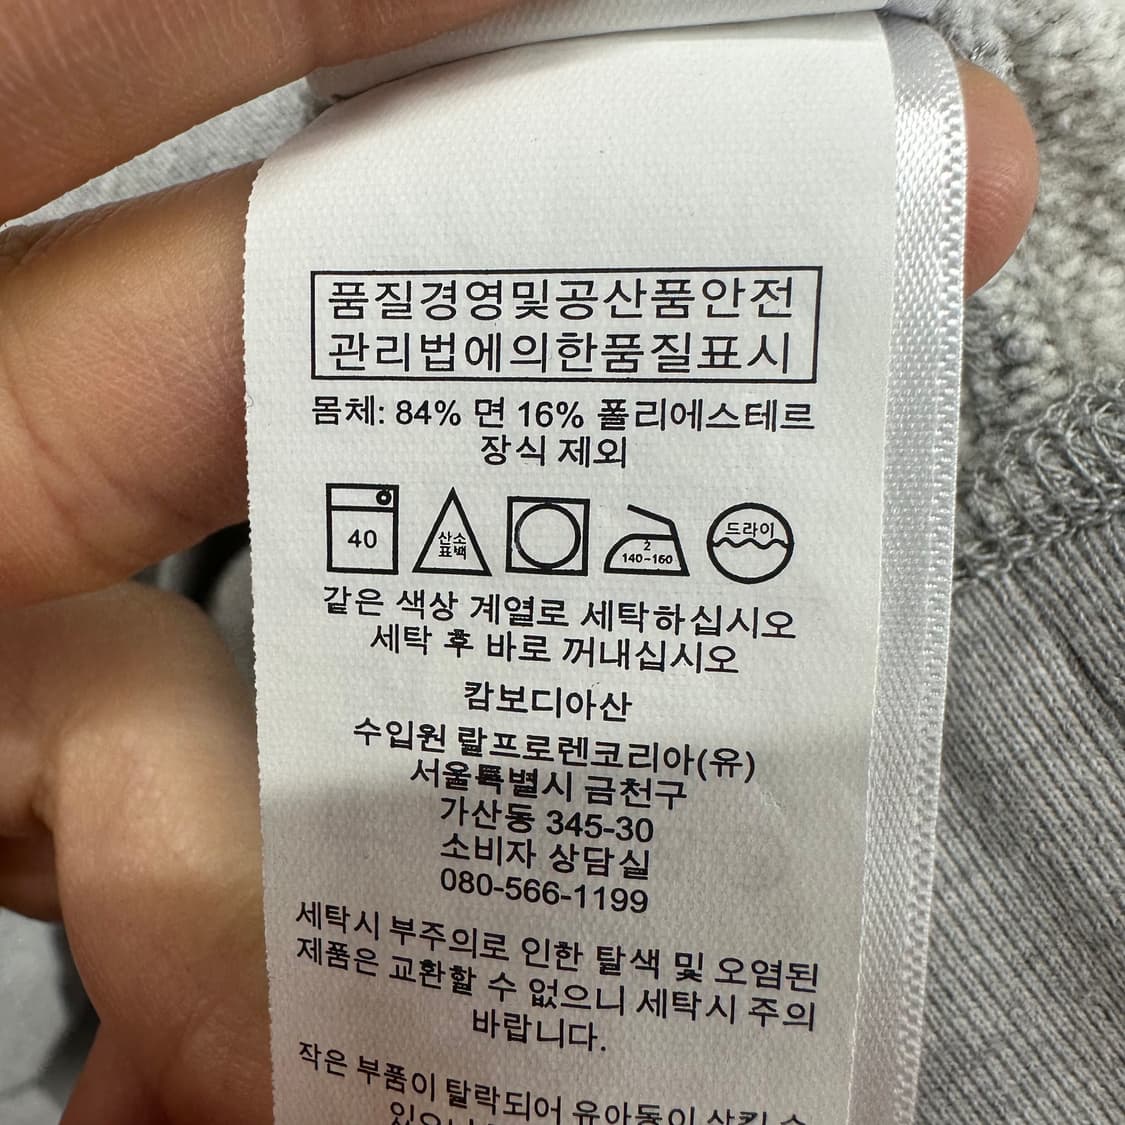 품질경영및공산품안전
관리법에의한품질표시
몸체: 84% 면 16% 폴리에스테르
장식 제외
40
산소
표백
2
140-160
드라이
같은 색상 계열로 세탁하십시오
세탁 후 바로 꺼내십시오
캄보디아산
수입원 랄프로렌코리아(유)
서울특별시 금천구
가산동 345-30
소비자 상담실
080-566-1199
세탁시 부주의로 인한 탈색 및 오염된
제품은 교환할 수 없으니 세탁시 주의
바랍니다.
작은 부품이 탈락되어 유아동이 삼킬 수